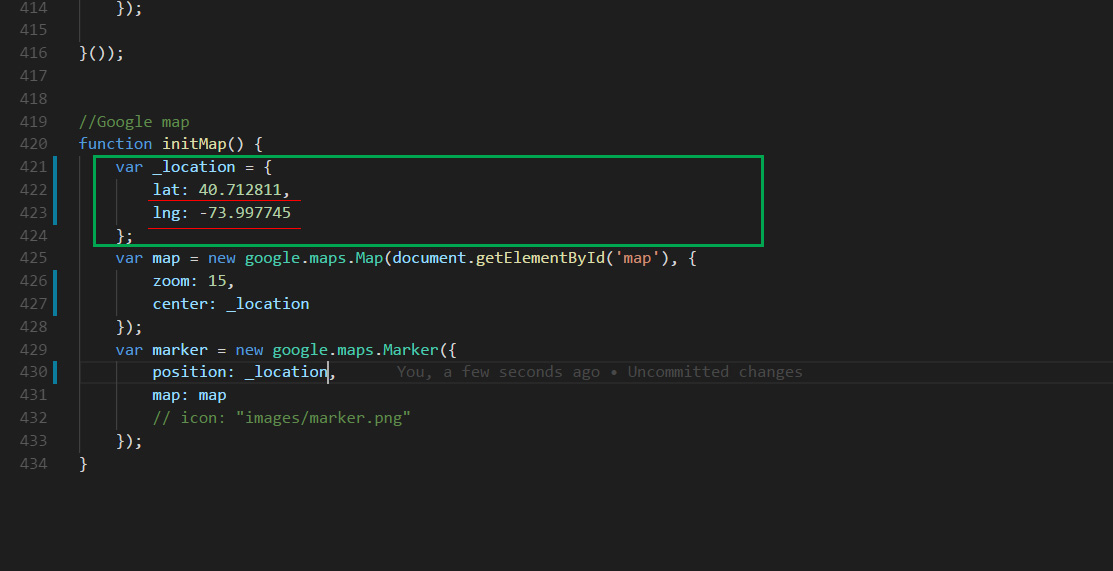 414     });
415
416 }());
417
418
419 //Google map
420 function initMap() {
421     var _location = {
422         lat: 40.712811,
423         lng: -73.997745
424     };
425     var map = new google.maps.Map(document.getElementById('map'), {
426         zoom: 15,
427         center: _location
428     });
429     var marker = new google.maps.Marker({
430         position: _location,       You, a few seconds ago • Uncommitted changes
431         map: map
432         // icon: "images/marker.png"
433     });
434 }